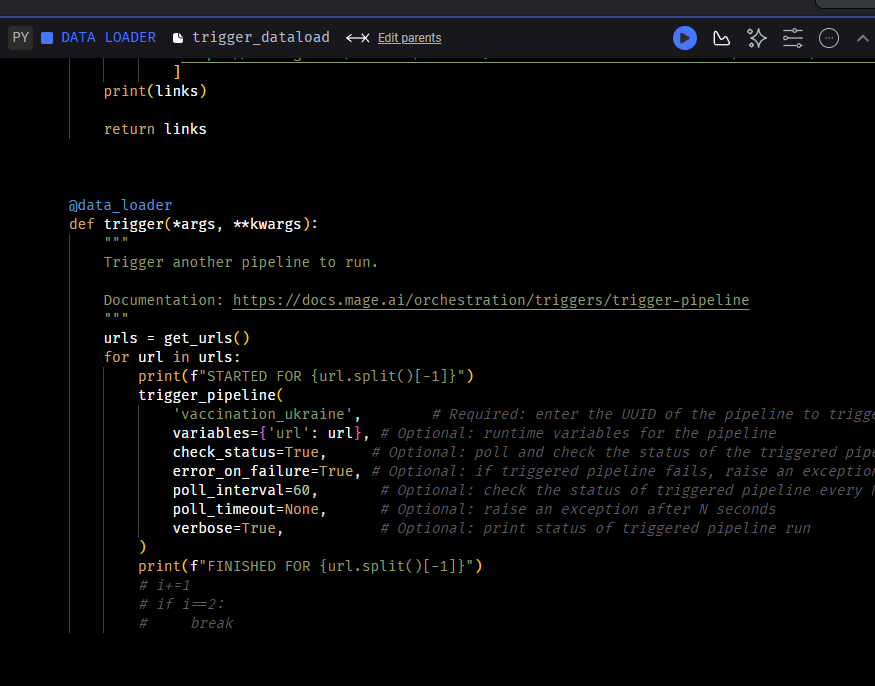 PY DATA LOADER trigger_dataload Edit parents
]
print(links)
return links
@data_loader
def trigger(*args, **kwargs):
"""
Trigger another pipeline to run.
Documentation: https://docs.mage.ai/orchestration/triggers/trigger-pipeline
"""
urls = get_urls()
for url in urls:
print(f"STARTED FOR {url.split()[-1]}")
trigger_pipeline(
'vaccination_ukraine', # Required: enter the UUID of the pipeline to trigge
variables={'url': url}, # Optional: runtime variables for the pipeline
check_status=True, # Optional: poll and check the status of the triggered pipe
error_on_failure=True, # Optional: if triggered pipeline fails, raise an exception
poll_interval=60, # Optional: check the status of triggered pipeline every N
poll_timeout=None, # Optional: raise an exception after N seconds
verbose=True, # Optional: print status of triggered pipeline run
)
print(f"FINISHED FOR {url.split()[-1]}")
# i+=1
# if i==2:
# break